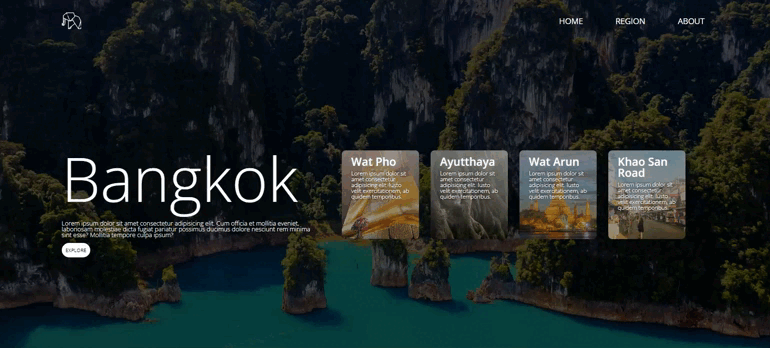 HOME REGION ABOUT
Bangkok
Lorem ipsum dolor sit amet consectetur adipisicing elit. Cum officia et mollitia eveniet,
laboriosam molestiae dicta fugiat pariatur possimus ducimus dolore nesciunt rem minima
sint esse? Mollitia tempore culpa ipsum?
EXPLORE
Wat Pho
Lorem ipsum dolor sit
amet consectetur
adipisicing elit. Iusto
velit exercitationem, ab
quidem temporibus.
Ayutthaya
Lorem ipsum dolor sit
amet consectetur
adipisicing elit. Iusto
velit exercitationem, ab
quidem temporibus.
Wat Arun
Lorem ipsum dolor sit
amet consectetur
adipisicing elit. Iusto
velit exercitationem, ab
quidem temporibus.
Khao San
Road
Lorem ipsum dolor sit
amet consectetur
adipisicing elit. Iusto
velit exercitationem, ab
quidem temporibus.